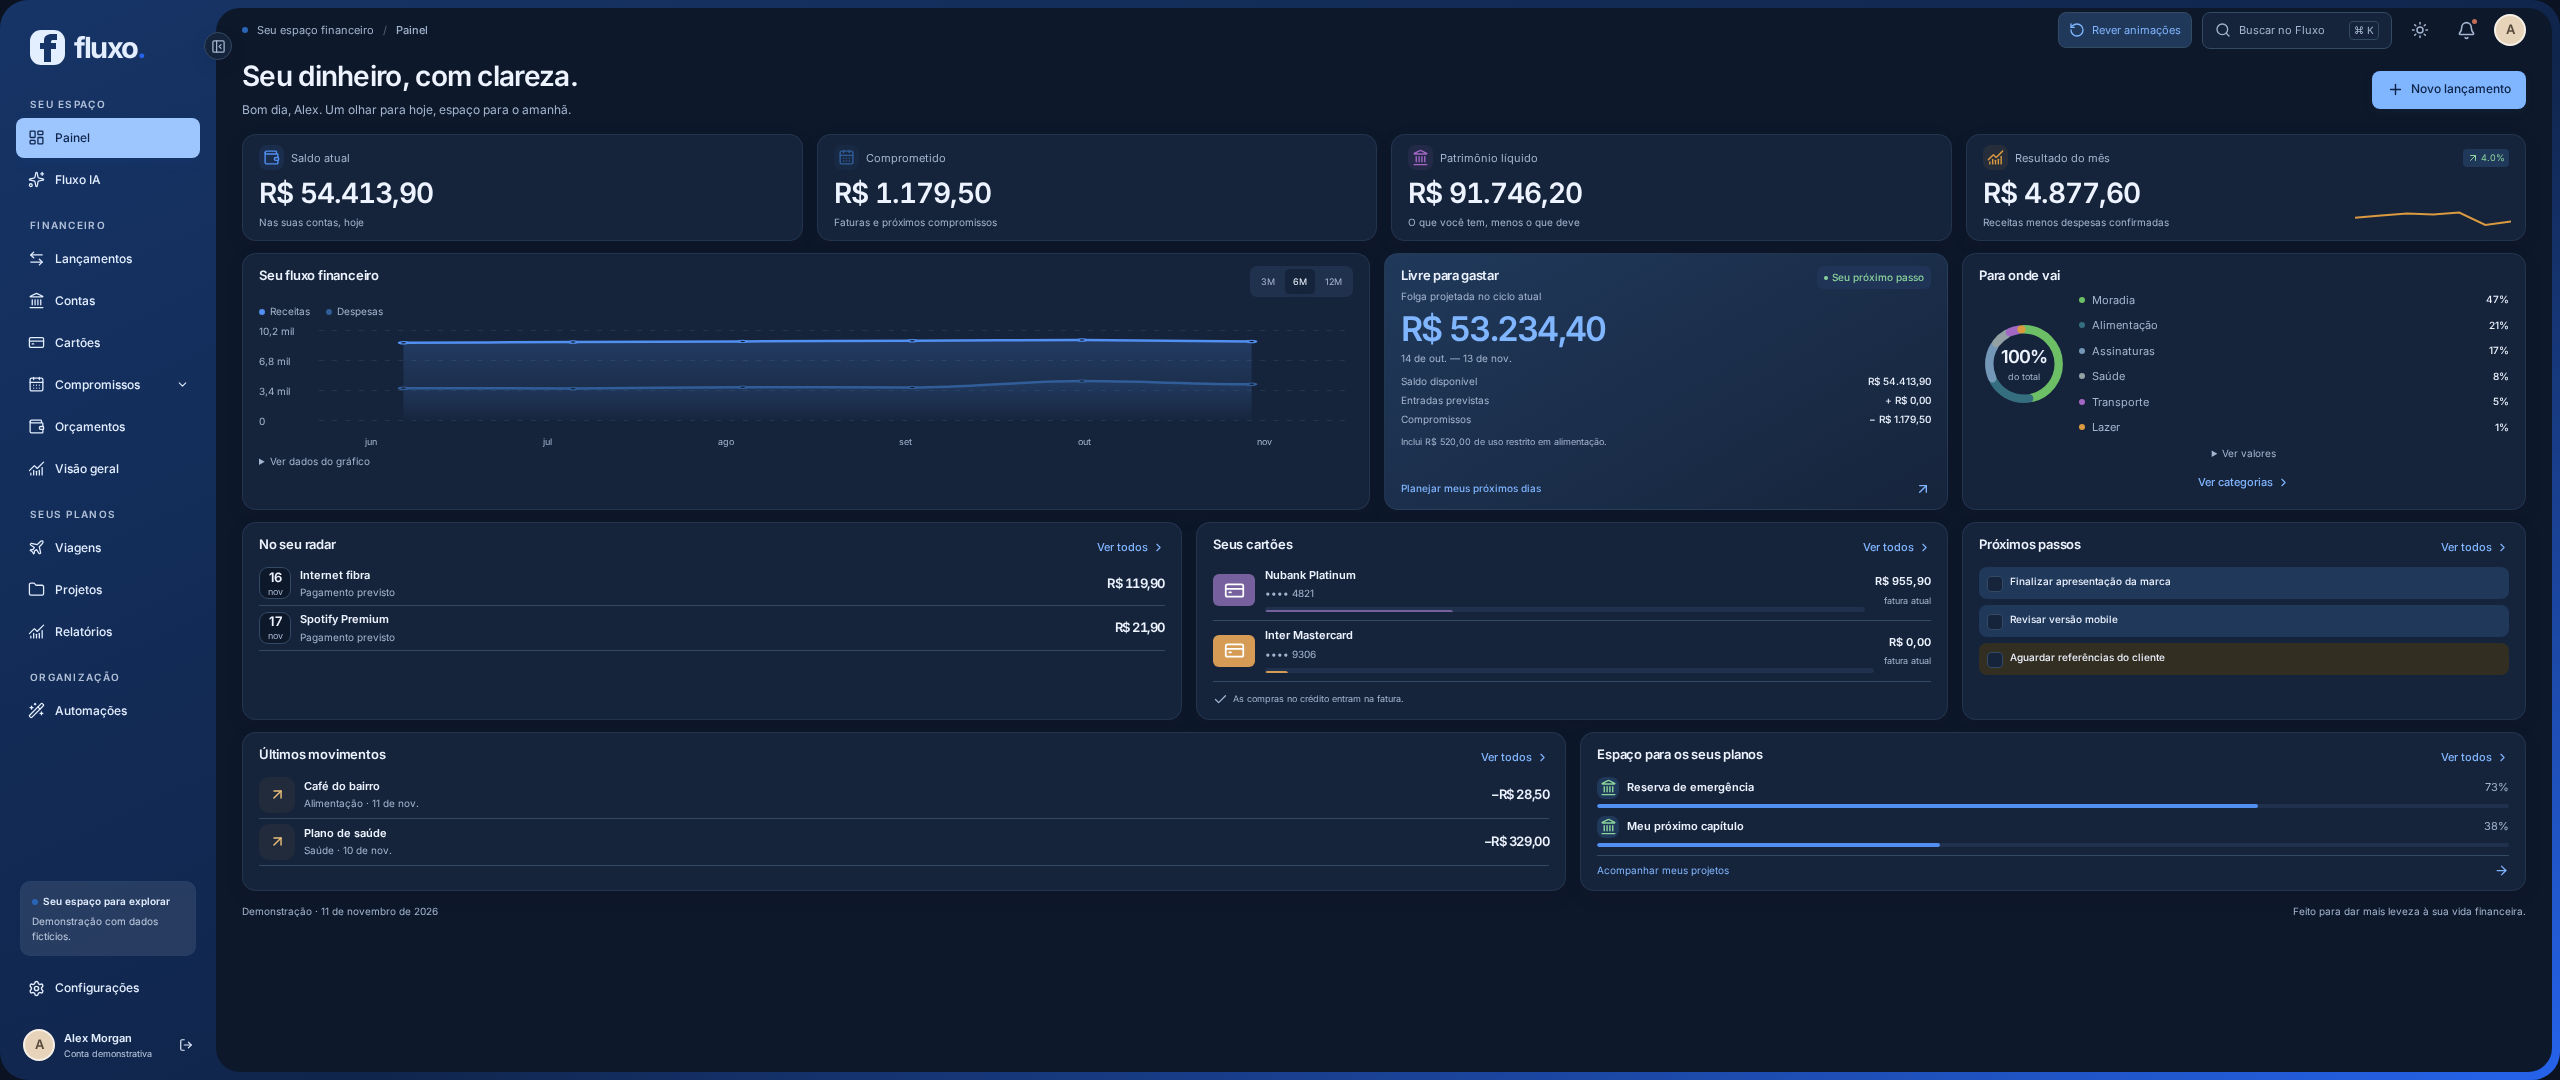 fluxo.
SEU ESPAÇO
Painel
Fluxo IA
FINANCEIRO
Lançamentos
Contas
Cartões
Compromissos
Orçamentos
Visão geral
SEUS PLANOS
Viagens
Projetos
Relatórios
ORGANIZAÇÃO
Automações
Seu espaço para explorar
Demonstração com dados
fictícios.
Configurações
A
Alex Morgan
Conta demonstrativa
Seu espaço financeiro / Painel
Rever animações
Buscar no Fluxo ⌘ K
A
Seu dinheiro, com clareza.
Bom dia, Alex. Um olhar para hoje, espaço para o amanhã.
Novo lançamento
Saldo atual
R$ 54.413,90
Nas suas contas, hoje
Comprometido
R$ 1.179,50
Faturas e próximos compromissos
Patrimônio líquido
R$ 91.746,20
O que você tem, menos o que deve
Resultado do mês
4.0%
R$ 4.877,60
Receitas menos despesas confirmadas
Seu fluxo financeiro
3M 6M 12M
Receitas Despesas
10,2 mil
6,8 mil
3,4 mil
0
jun jul ago set out nov
Ver dados do gráfico
Livre para gastar
• Seu próximo passo
Folga projetada no ciclo atual
R$ 53.234,40
14 de out. — 13 de nov.
Saldo disponível R$ 54.413,90
Entradas previstas + R$ 0,00
Compromissos − R$ 1.179,50
Inclui R$ 520,00 de uso restrito em alimentação.
Planejar meus próximos dias
Para onde vai
100%
do total
Moradia 47%
Alimentação 21%
Assinaturas 17%
Saúde 8%
Transporte 5%
Lazer 1%
Ver valores
Ver categorias
No seu radar
Ver todos
16 nov
Internet fibra
Pagamento previsto
R$ 119,90
17 nov
Spotify Premium
Pagamento previsto
R$ 21,90
Seus cartões
Ver todos
Nubank Platinum
•••• 4821
R$ 955,90
fatura atual
Inter Mastercard
•••• 9306
R$ 0,00
fatura atual
As compras no crédito entram na fatura.
Próximos passos
Ver todos
Finalizar apresentação da marca
Revisar versão mobile
Aguardar referências do cliente
Últimos movimentos
Ver todos
Café do bairro
Alimentação · 11 de nov.
−R$ 28,50
Plano de saúde
Saúde · 10 de nov.
−R$ 329,00
Espaço para os seus planos
Ver todos
Reserva de emergência 73%
Meu próximo capítulo 38%
Acompanhar meus projetos
Demonstração · 11 de novembro de 2026
Feito para dar mais leveza à sua vida financeira.